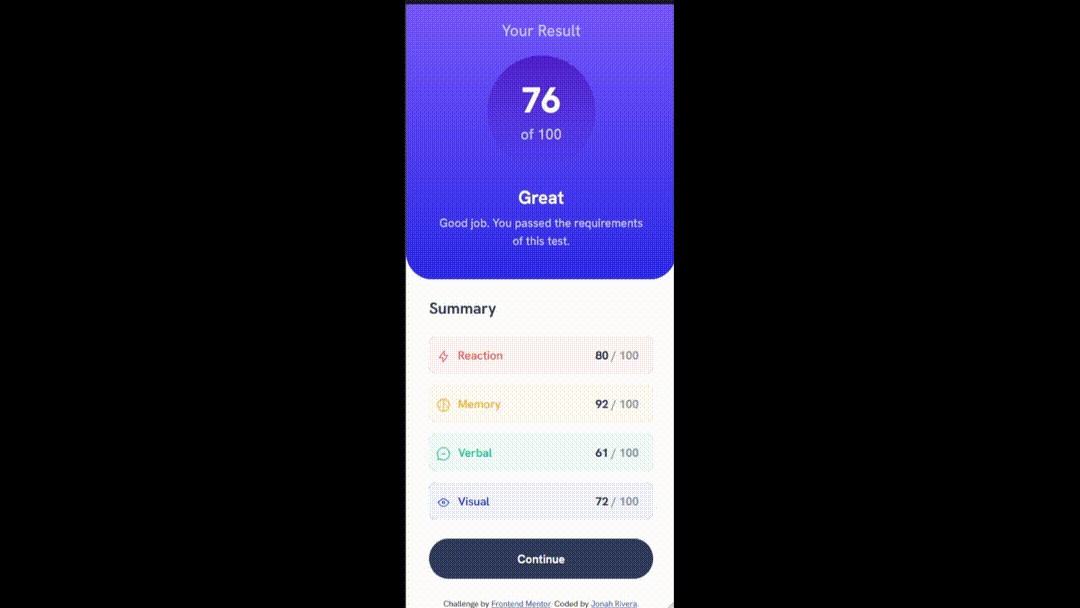 Your Result
76
of 100
Great
Good job. You passed the requirements
of this test.
Summary
Reaction 80 / 100
Memory 92 / 100
Verbal 61 / 100
Visual 72 / 100
Continue
Challenge by Frontend Mentor. Coded by Jonah Rivera.